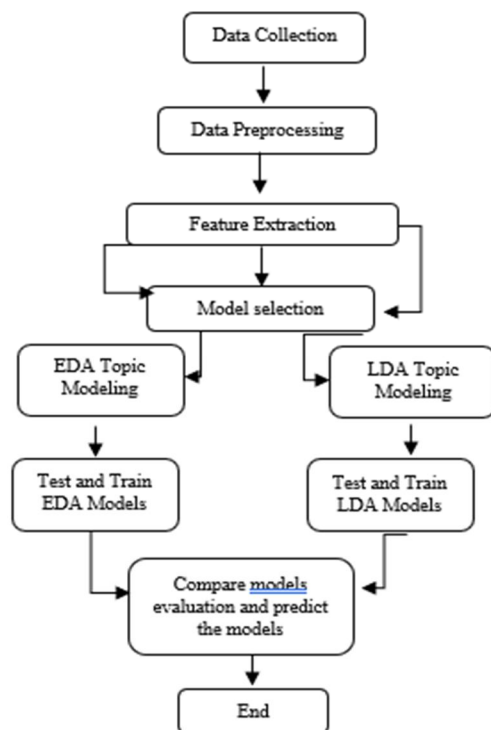 Data Collection
Data Preprocessing
Feature Extraction
Model selection
EDA Topic
Modeling
LDA Topic
Modeling
Test and Train
EDA Models
Test and Train
LDA Models
Compare models
evaluation and predict
the models
End